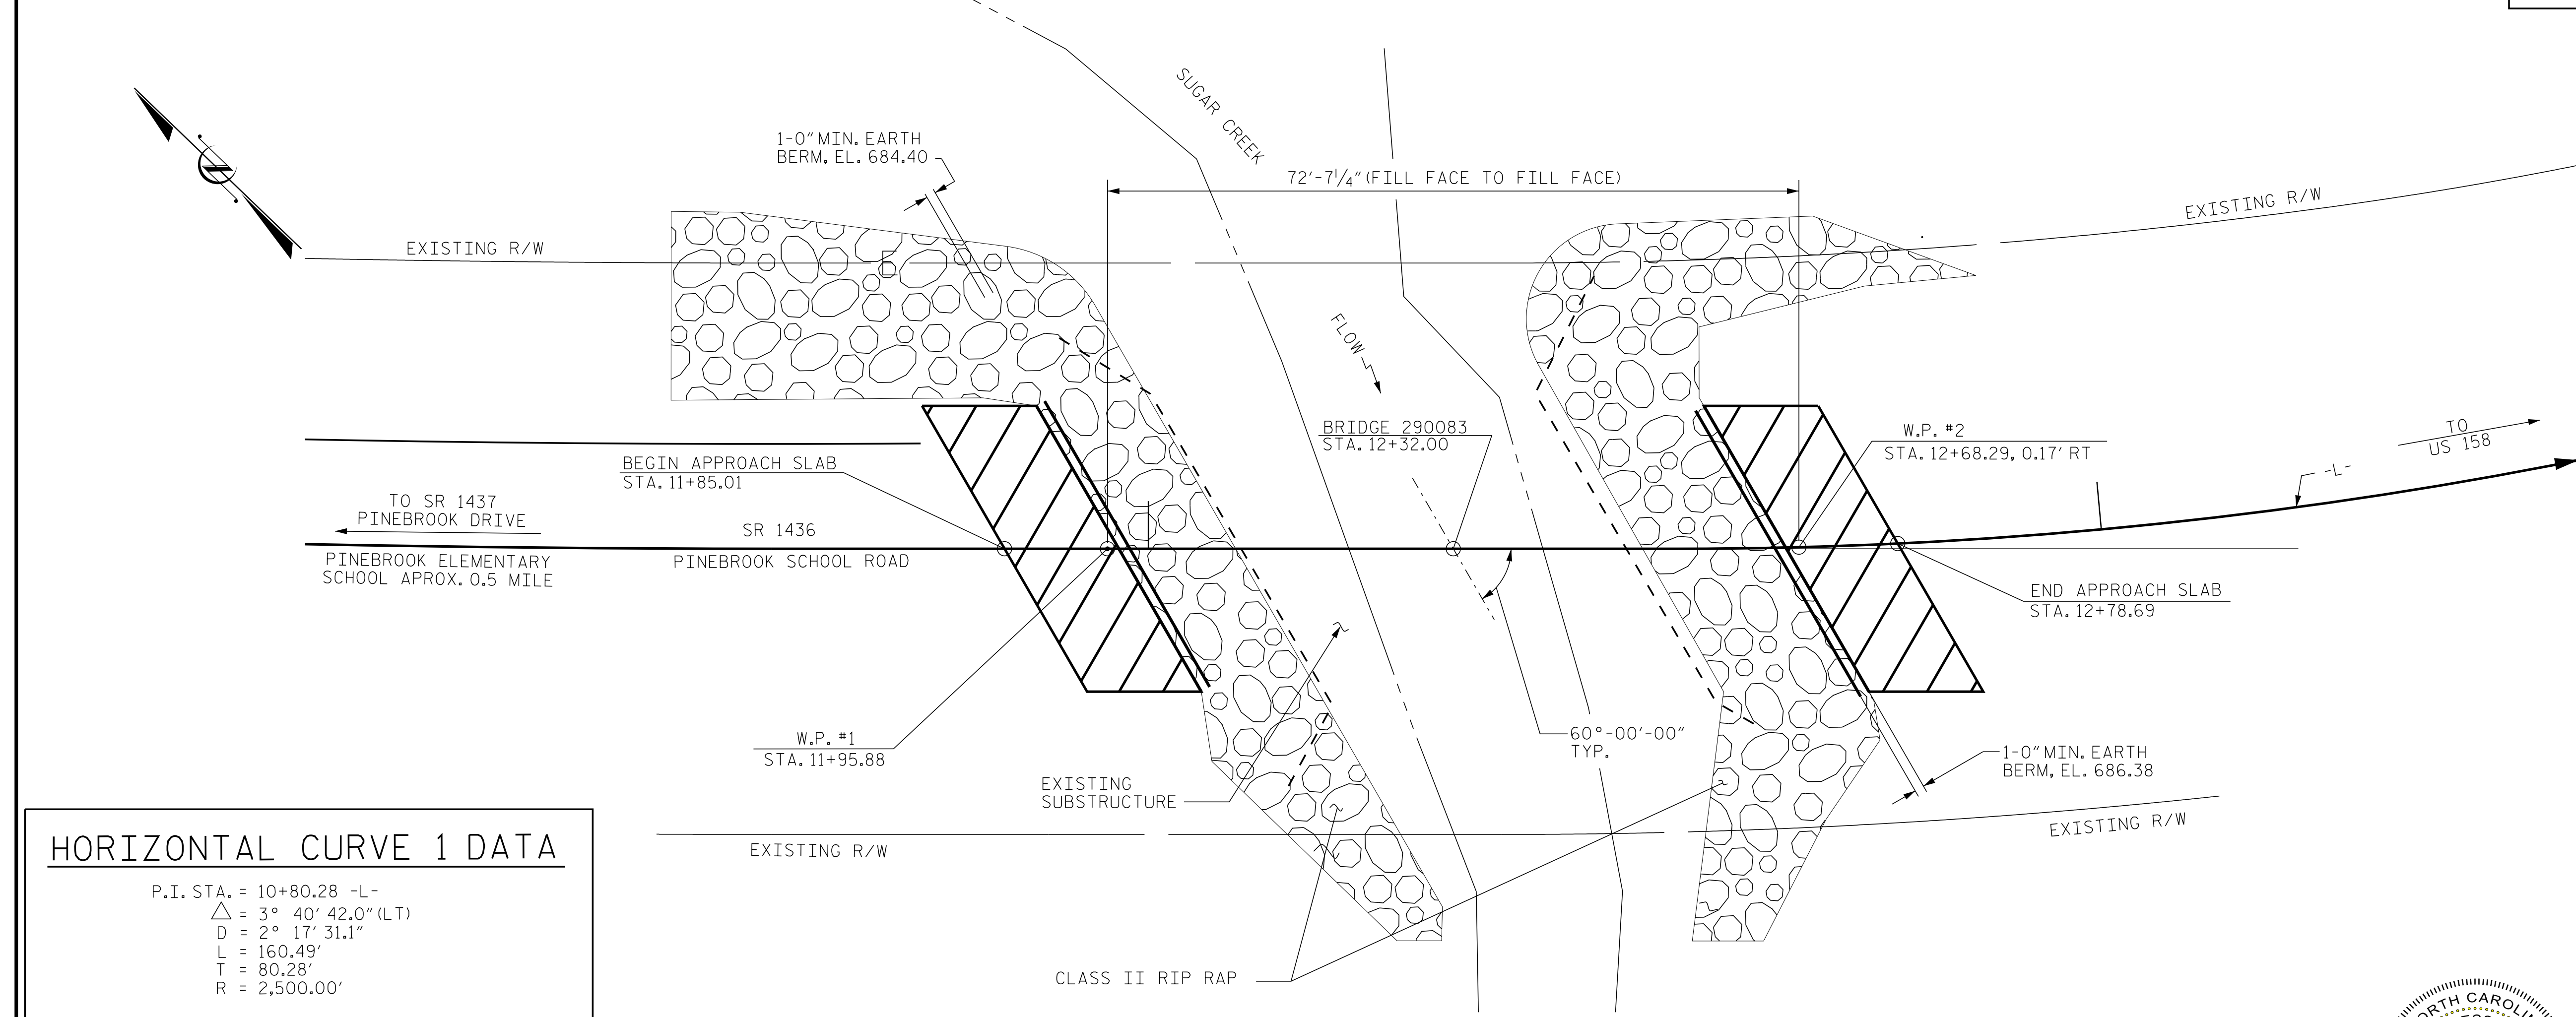 SUGAR CREEK
1-0" MIN. EARTH
BERM, EL. 684.40
72'-7¼" (FILL FACE TO FILL FACE)
EXISTING R/W
EXISTING R/W
FLOW
BRIDGE 290083
STA. 12+32.00
W.P. #2
STA. 12+68.29, 0.17' RT
TO
US 158
-L-
BEGIN APPROACH SLAB
STA. 11+85.01
TO SR 1437
PINEBROOK DRIVE
SR 1436
PINEBROOK SCHOOL ROAD
PINEBROOK ELEMENTARY
SCHOOL APROX. 0.5 MILE
END APPROACH SLAB
STA. 12+78.69
W.P. #1
STA. 11+95.88
60°-00'-00"
TYP.
1-0" MIN. EARTH
BERM, EL. 686.38
EXISTING
SUBSTRUCTURE
EXISTING R/W
EXISTING R/W
CLASS II RIP RAP
HORIZONTAL CURVE 1 DATA
P.I. STA. = 10+80.28 -L-
△ = 3° 40' 42.0" (LT)
D = 2° 17' 31.1"
L = 160.49'
T = 80.28'
R = 2,500.00'
NORTH CAROLIN